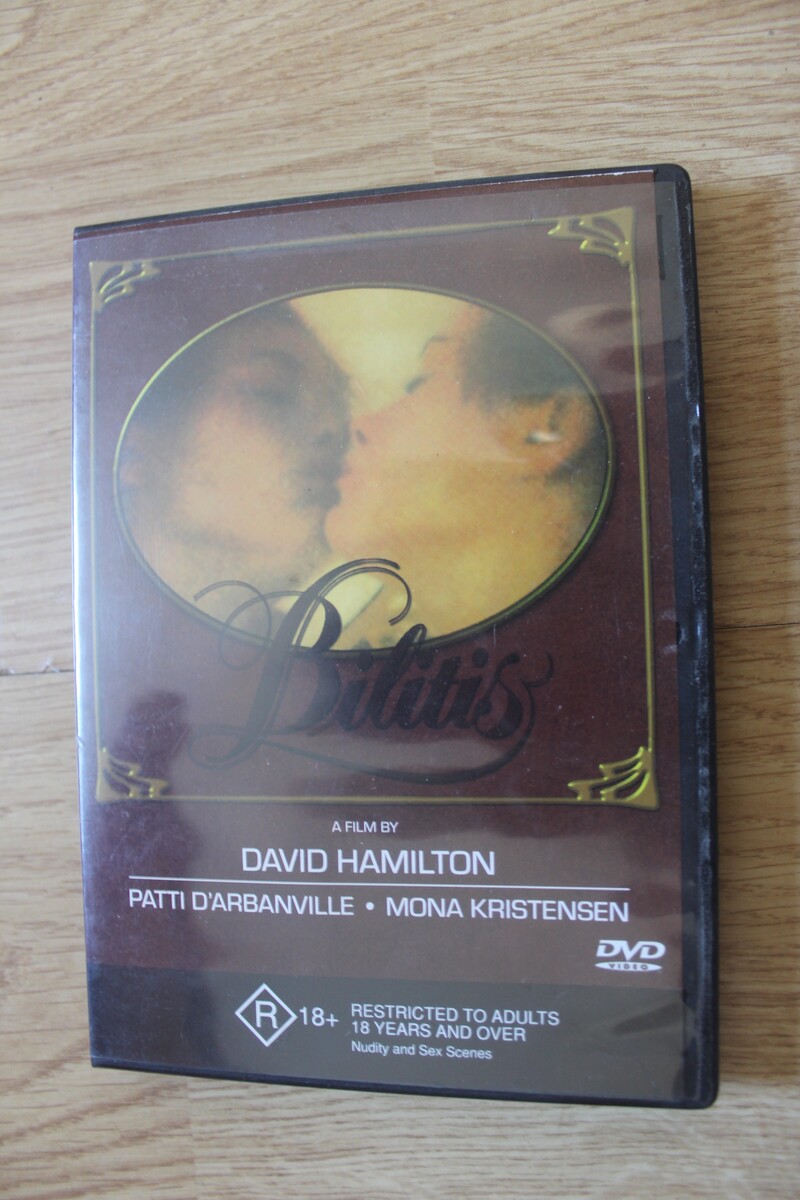 Bilitis
A FILM BY
DAVID HAMILTON
PATTI D'ARBANVILLE • MONA KRISTENSEN
DVD
VIDEO
R 18+ RESTRICTED TO ADULTS
18 YEARS AND OVER
Nudity and Sex Scenes